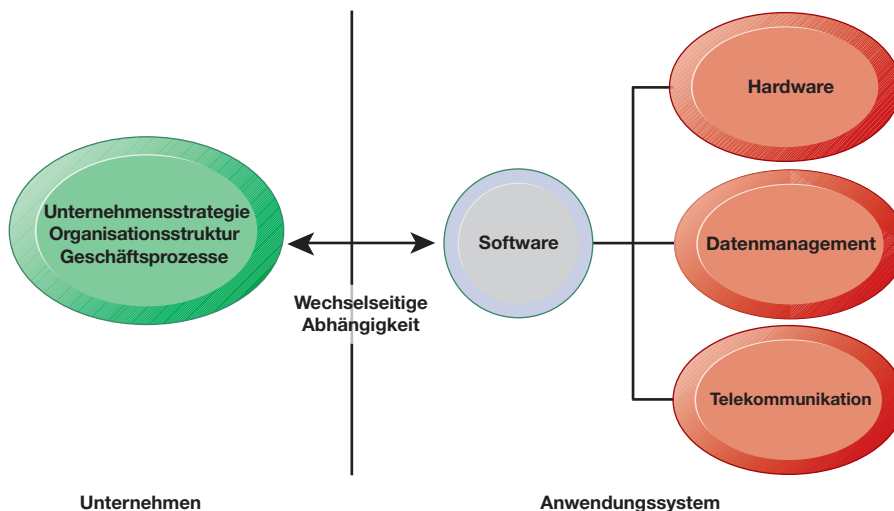 Unternehmensstrategie
Organisationsstruktur
Geschäftsprozesse
Wechselseitige
Abhängigkeit
Software
Hardware
Datenmanagement
Telekommunikation
Unternehmen
Anwendungssystem